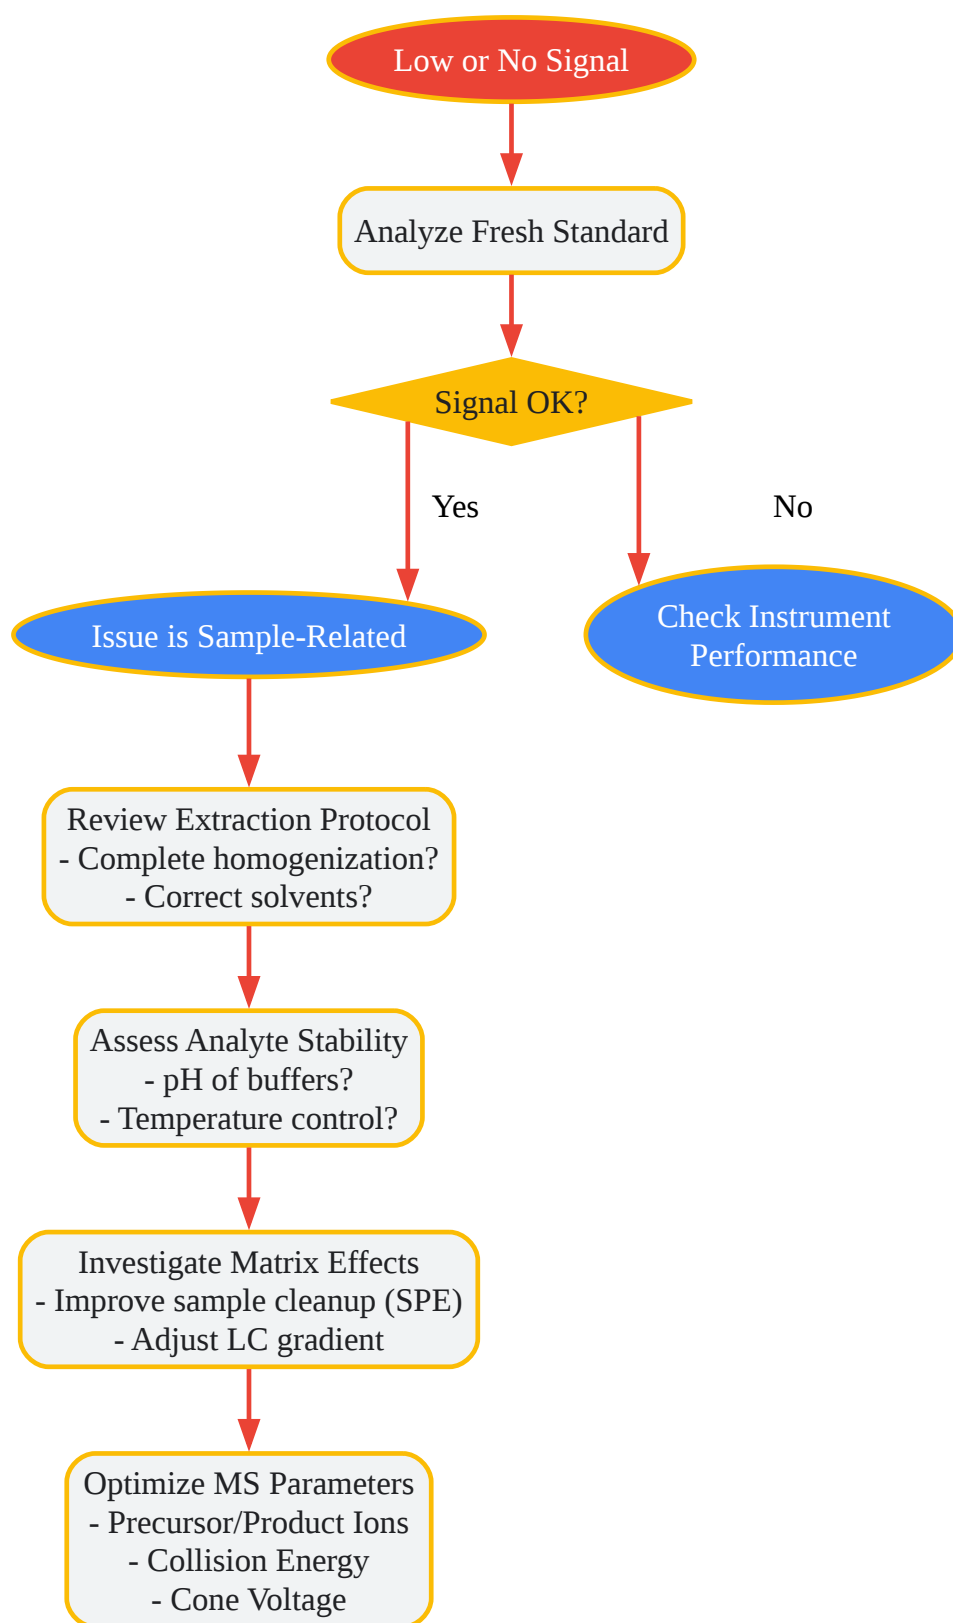 Low or No Signal
Analyze Fresh Standard
Signal OK?
Yes
No
Issue is Sample-Related
Check Instrument
Performance
Review Extraction Protocol
- Complete homogenization?
- Correct solvents?
Assess Analyte Stability
- pH of buffers?
- Temperature control?
Investigate Matrix Effects
- Improve sample cleanup (SPE)
- Adjust LC gradient
Optimize MS Parameters
- Precursor/Product Ions
- Collision Energy
- Cone Voltage